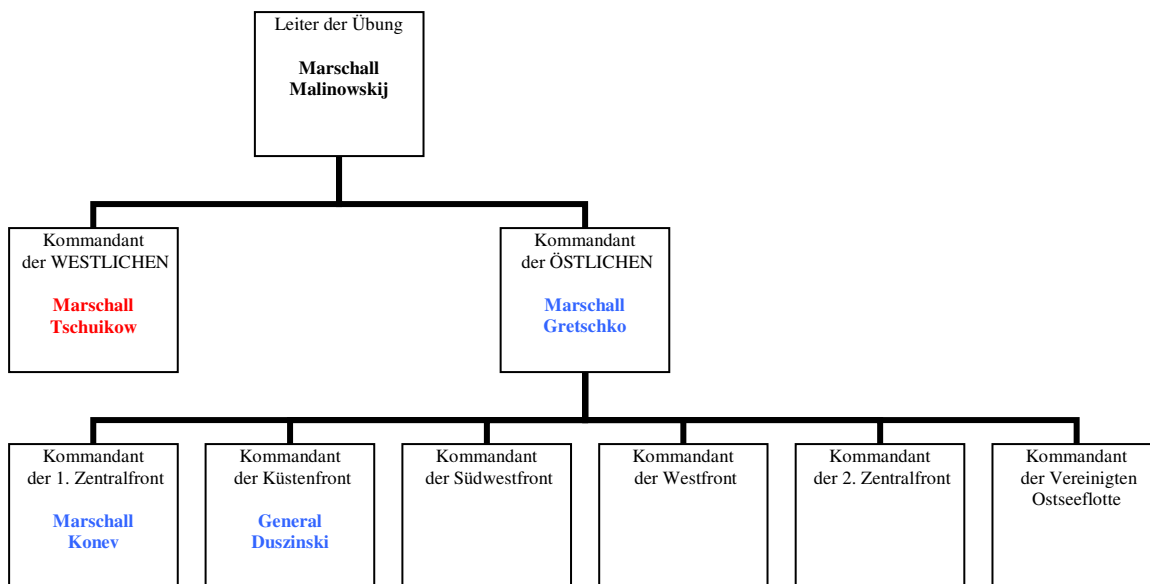 Leiter der Übung
Marschall
Malinowskij
Kommandant
der WESTLICHEN
Marschall
Tschuikow
Kommandant
der ÖSTLICHEN
Marschall
Gretschko
Kommandant
der 1. Zentralfront
Marschall
Konev
Kommandant
der Küstenfront
General
Duszinski
Kommandant
der Südwestfront
Kommandant
der Westfront
Kommandant
der 2. Zentralfront
Kommandant
der Vereinigten
Ostseeflotte